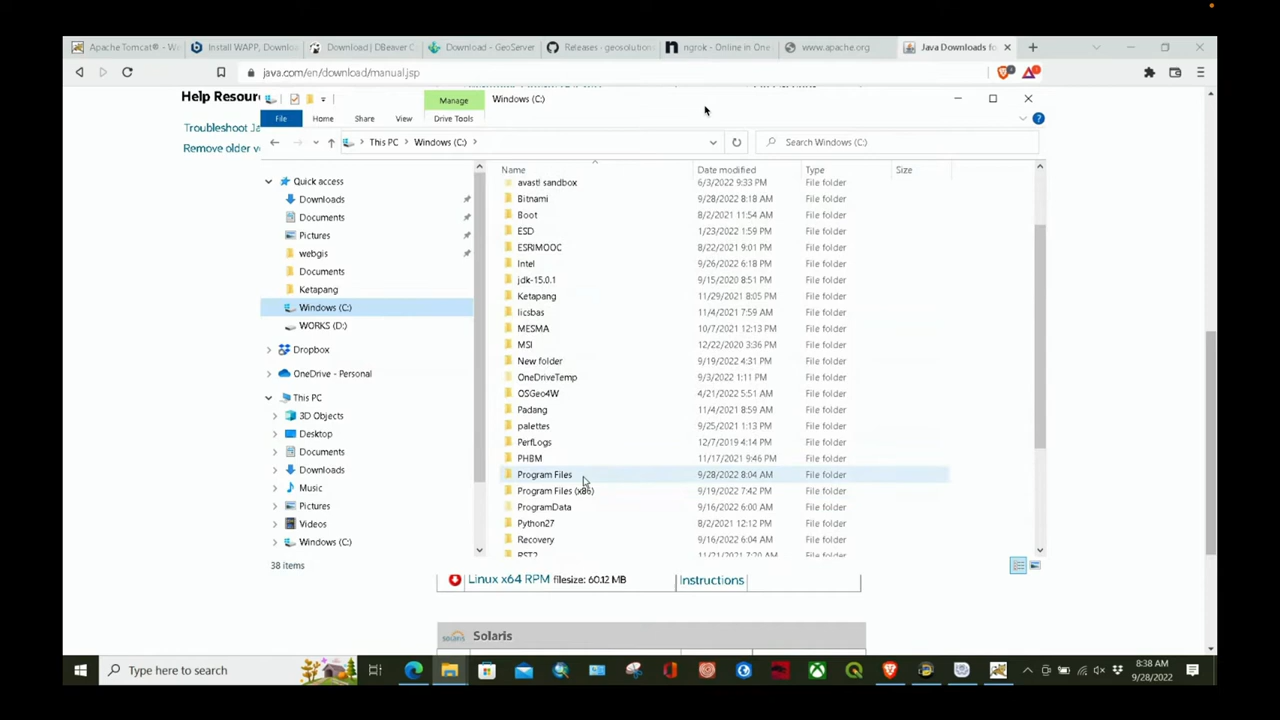 Apache Tomcat® - W
Install WAPP, Downlo
Download | DBeaver C
Download - GeoServer
Releases · geosolution
ngrok - Online in One
www.apache.org
Java Downloads fo
java.com/en/download/manual.jsp
Help Resour
Troubleshoot Ja
Remove older v
Manage
Windows (C:)
File
Home
Share
View
Drive Tools
This PC > Windows (C:) >
Search Windows (C:)
Name
Date modified
Type
Size
Quick access
Downloads
Documents
Pictures
webgis
Documents
Ketapang
Windows (C:)
WORKS (D:)
Dropbox
OneDrive - Personal
This PC
3D Objects
Desktop
Documents
Downloads
Music
Pictures
Videos
Windows (C:)
avast! sandbox 6/3/2022 9:33 PM File folder
Bitnami 9/28/2022 8:18 AM File folder
Boot 8/2/2021 11:54 AM File folder
ESD 1/23/2022 1:59 PM File folder
ESRIMOOC 8/22/2021 9:01 PM File folder
Intel 9/26/2022 6:18 PM File folder
jdk-15.0.1 9/15/2020 8:51 PM File folder
Ketapang 11/29/2021 8:05 PM File folder
licsbas 11/4/2021 7:59 AM File folder
MESMA 10/7/2021 12:13 PM File folder
MSI 12/22/2020 3:36 PM File folder
New folder 9/19/2022 4:31 PM File folder
OneDriveTemp 9/3/2022 1:11 PM File folder
OSGeo4W 4/21/2022 5:51 AM File folder
Padang 11/4/2021 8:59 AM File folder
palettes 9/25/2021 1:13 PM File folder
PerfLogs 12/7/2019 4:14 PM File folder
PHBM 11/17/2021 9:46 PM File folder
Program Files 9/28/2022 8:04 AM File folder
Program Files (x86) 9/19/2022 7:42 PM File folder
ProgramData 9/16/2022 6:00 AM File folder
Python27 8/2/2021 12:12 PM File folder
Recovery 9/16/2022 6:04 AM File folder
RST2 11/21/2021 7:20 AM File folder
38 items
Linux x64 RPM filesize: 60.12 MB
Instructions
Solaris
Type here to search
8:38 AM
9/28/2022